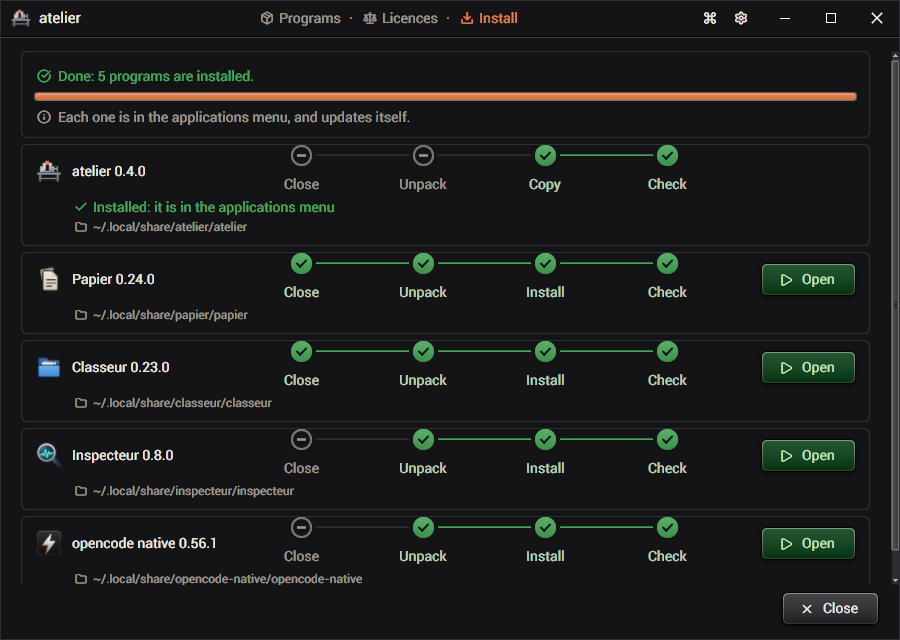 atelier
Programs · Licences · Install
Done: 5 programs are installed.
Each one is in the applications menu, and updates itself.
atelier 0.4.0
Close Unpack Copy Check
Installed: it is in the applications menu
~/.local/share/atelier/atelier
Papier 0.24.0
Close Unpack Install Check
Open
~/.local/share/papier/papier
Classeur 0.23.0
Close Unpack Install Check
Open
~/.local/share/classeur/classeur
Inspecteur 0.8.0
Close Unpack Install Check
Open
~/.local/share/inspecteur/inspecteur
opencode native 0.56.1
Close Unpack Install Check
Open
~/.local/share/opencode-native/opencode-native
Close